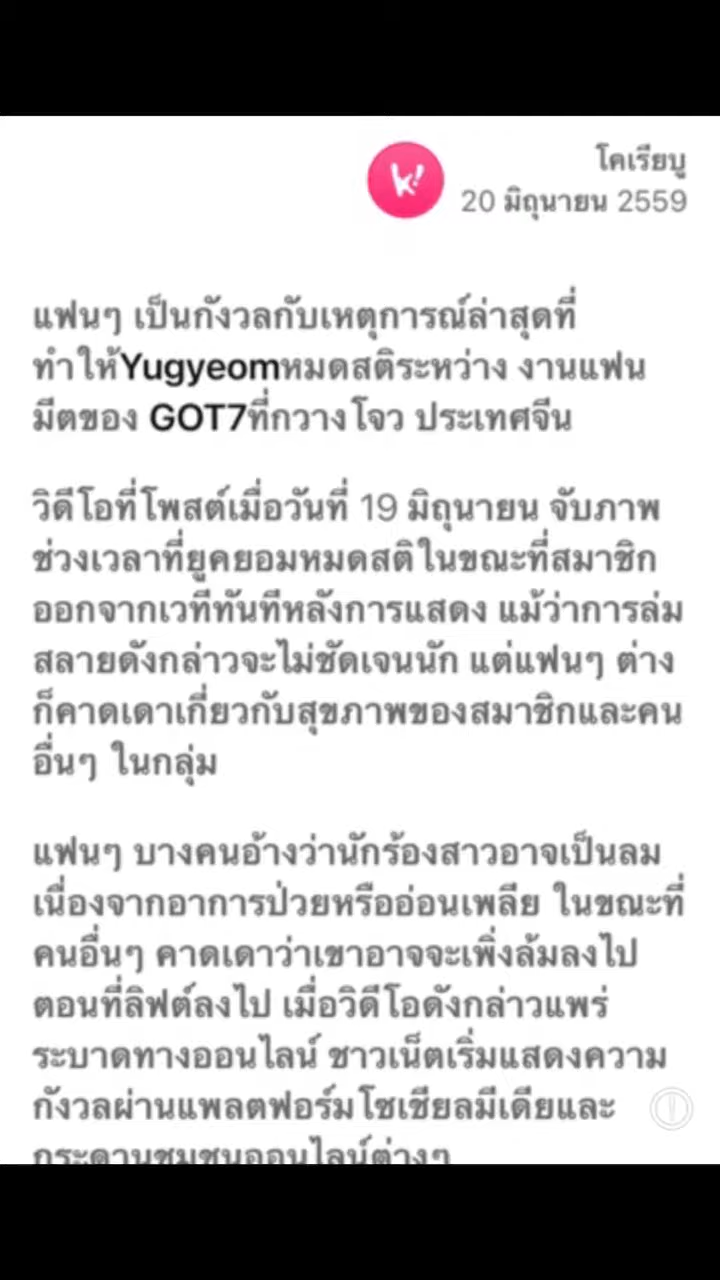 k!
โคเรียบู
20 มิถุนายน 2559
แฟนๆ เป็นกังวลกับเหตุการณ์ล่าสุดที่
ทำให้Yugyeomหมดสติระหว่าง งานแฟน
มีตของ GOT7ที่กวางโจว ประเทศจีน
วิดีโอที่โพสต์เมื่อวันที่ 19 มิถุนายน จับภาพ
ช่วงเวลาที่ยูคยอมหมดสติในขณะที่สมาชิก
ออกจากเวทีทันทีหลังการแสดง แม้ว่าการล่ม
สลายดังกล่าวจะไม่ชัดเจนนัก แต่แฟนๆ ต่าง
ก็คาดเดาเกี่ยวกับสุขภาพของสมาชิกและคน
อื่นๆ ในกลุ่ม
แฟนๆ บางคนอ้างว่านักร้องสาวอาจเป็นลม
เนื่องจากอาการป่วยหรืออ่อนเพลีย ในขณะที่
คนอื่นๆ คาดเดาว่าเขาอาจจะเพิ่งล้มลงไป
ตอนที่ลิฟต์ลงไป เมื่อวิดีโอดังกล่าวแพร่
ระบาดทางออนไลน์ ชาวเน็ตเริ่มแสดงความ
กังวลผ่านแพลตฟอร์มโซเชียลมีเดียและ
กระดานชุมชนออนไลน์ต่างๆ